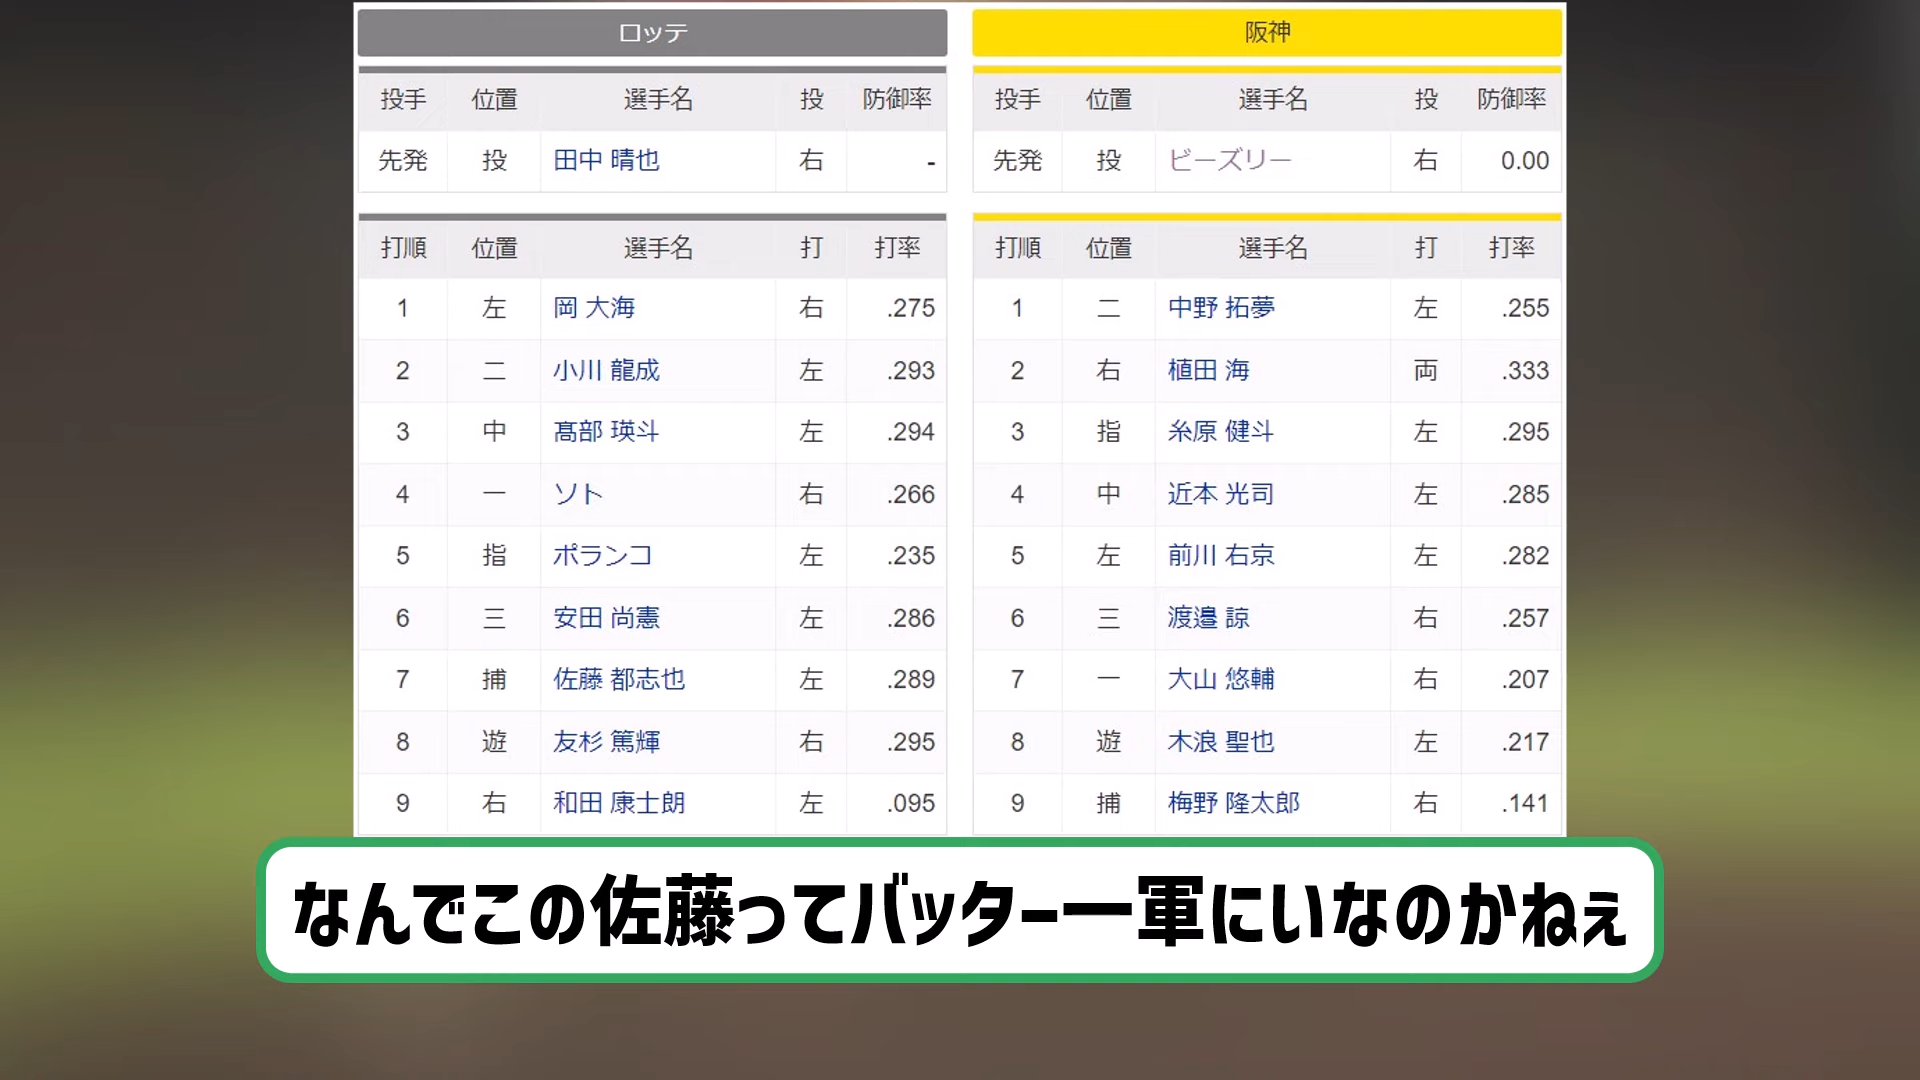 ロッテ
投手 位置 選手名 投 防御率
先発 投 田中 晴也 右 -
打順 位置 選手名 打 打率
1 左 岡 大海 右 .275
2 二 小川 龍成 左 .293
3 中 髙部 瑛斗 左 .294
4 一 ソト 右 .266
5 指 ポランコ 左 .235
6 三 安田 尚憲 左 .286
7 捕 佐藤 都志也 左 .289
8 遊 友杉 篤輝 右 .295
9 右 和田 康士朗 左 .095
阪神
投手 位置 選手名 投 防御率
先発 投 ビーズリー 右 0.00
打順 位置 選手名 打 打率
1 二 中野 拓夢 左 .255
2 右 植田 海 両 .333
3 指 糸原 健斗 左 .295
4 中 近本 光司 左 .285
5 左 前川 右京 左 .282
6 三 渡邉 諒 右 .257
7 一 大山 悠輔 右 .207
8 遊 木浪 聖也 左 .217
9 捕 梅野 隆太郎 右 .141
なんでこの佐藤ってバッター一軍にいなのかねぇ